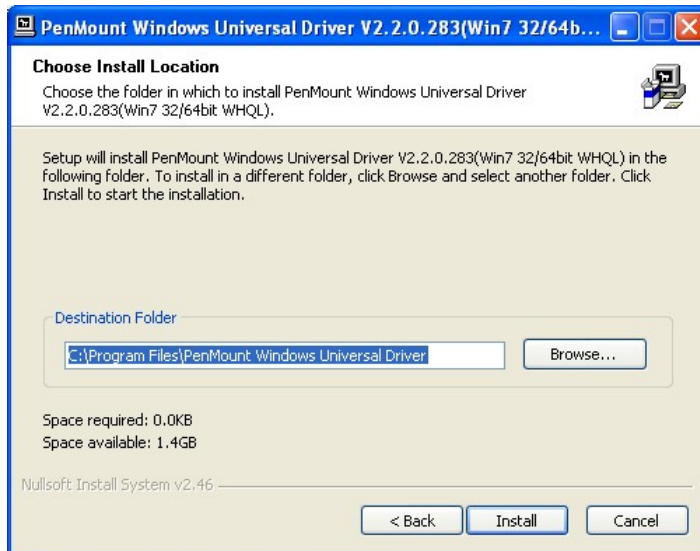 PenMount Windows Universal Driver V2.2.0.283(Win7 32/64b...
Choose Install Location
Choose the folder in which to install PenMount Windows Universal Driver
V2.2.0.283(Win7 32/64bit WHQL).
Setup will install PenMount Windows Universal Driver V2.2.0.283(Win7 32/64bit WHQL) in the
following folder. To install in a different folder, click Browse and select another folder. Click
Install to start the installation.
Destination Folder
C:\Program Files\PenMount Windows Universal Driver
Browse...
Space required: 0.0KB
Space available: 1.4GB
Nullsoft Install System v2.46
< Back
Install
Cancel